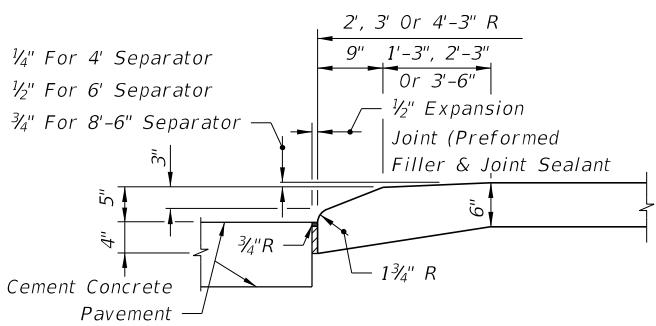 2', 3' Or 4'-3" R
9" 1'-3", 2'-3"
Or 3'-6"
¼" For 4' Separator
½" For 6' Separator
¾" For 8'-6" Separator
½" Expansion
Joint (Preformed
Filler & Joint Sealant
3"
5"
4"
6"
¾"R
1¾" R
Cement Concrete
Pavement